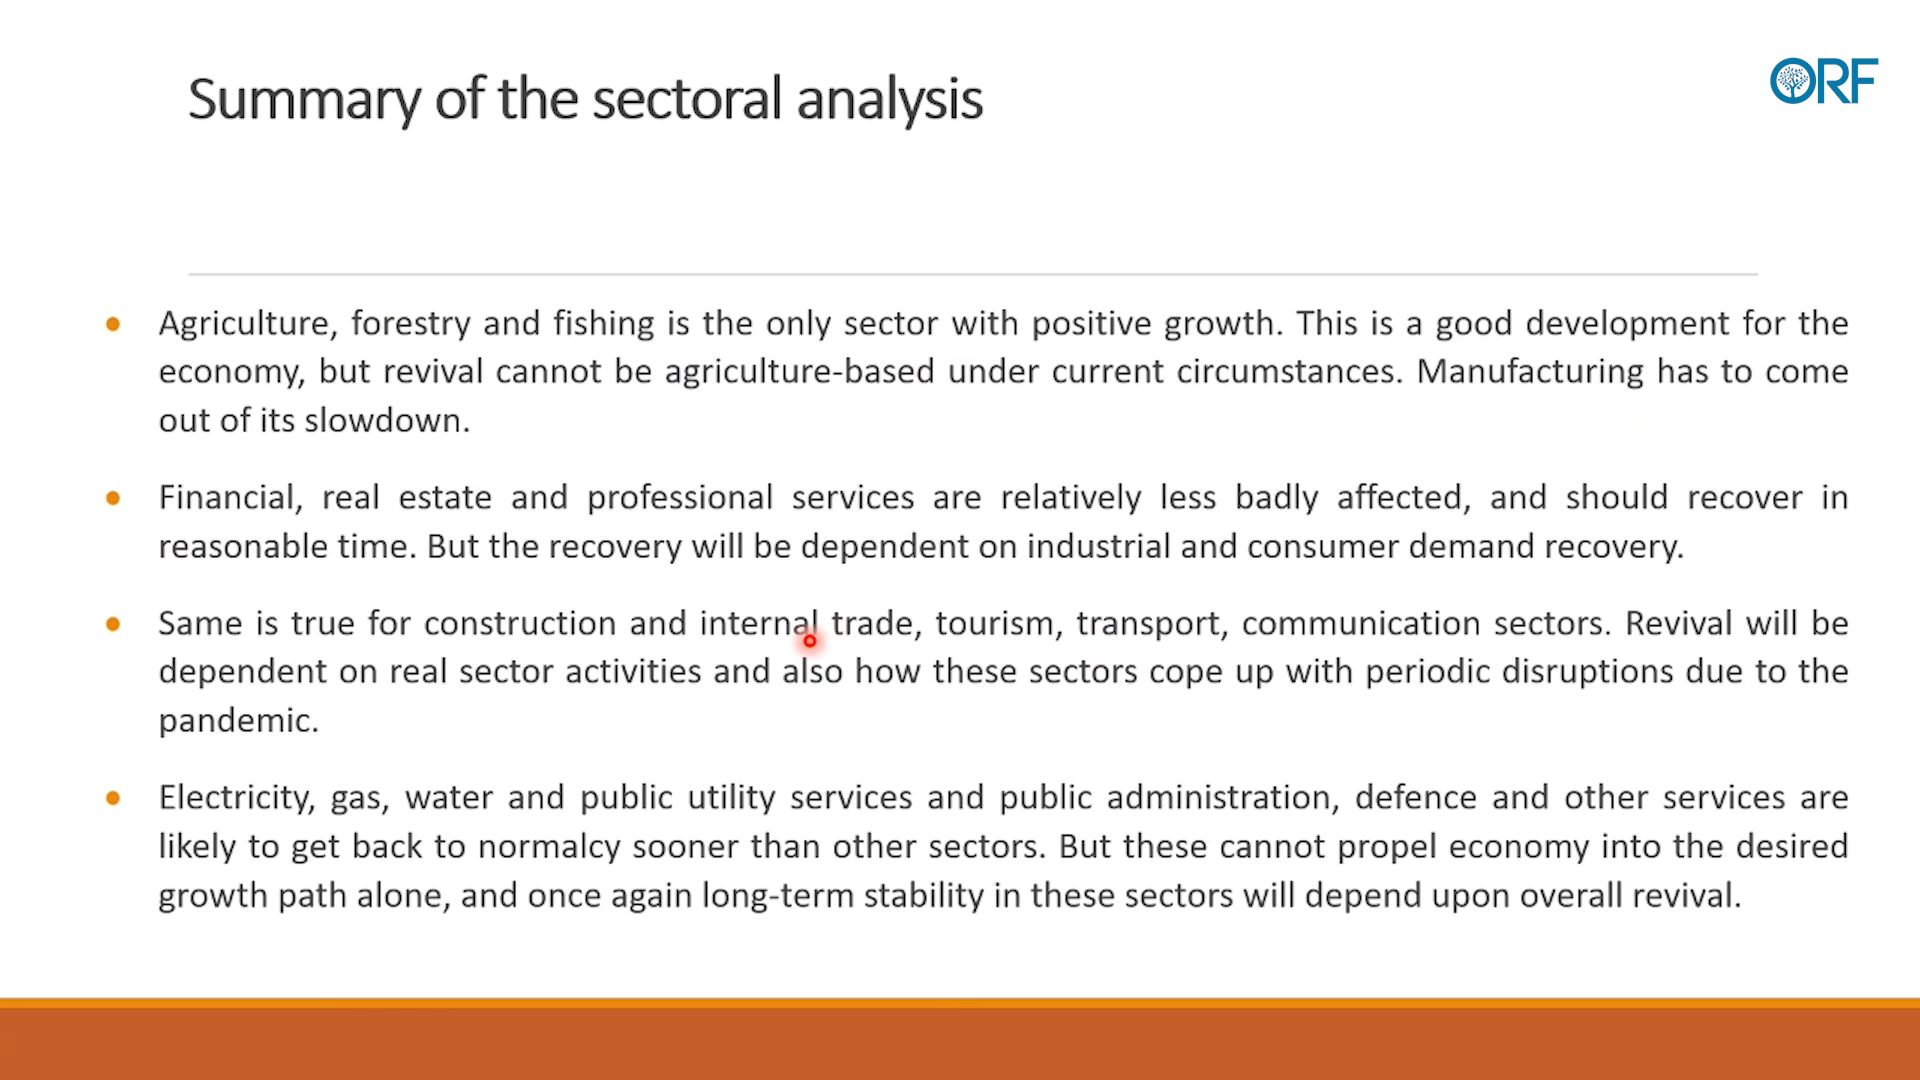 Summary of the sectoral analysis
ORF
Agriculture, forestry and fishing is the only sector with positive growth. This is a good development for the
economy, but revival cannot be agriculture-based under current circumstances. Manufacturing has to come
out of its slowdown.
Financial, real estate and professional services are relatively less badly affected, and should recover in
reasonable time. But the recovery will be dependent on industrial and consumer demand recovery.
Same is true for construction and internal trade, tourism, transport, communication sectors. Revival will be
dependent on real sector activities and also how these sectors cope up with periodic disruptions due to the
pandemic.
Electricity, gas, water and public utility services and public administration, defence and other services are
likely to get back to normalcy sooner than other sectors. But these cannot propel economy into the desired
growth path alone, and once again long-term stability in these sectors will depend upon overall revival.